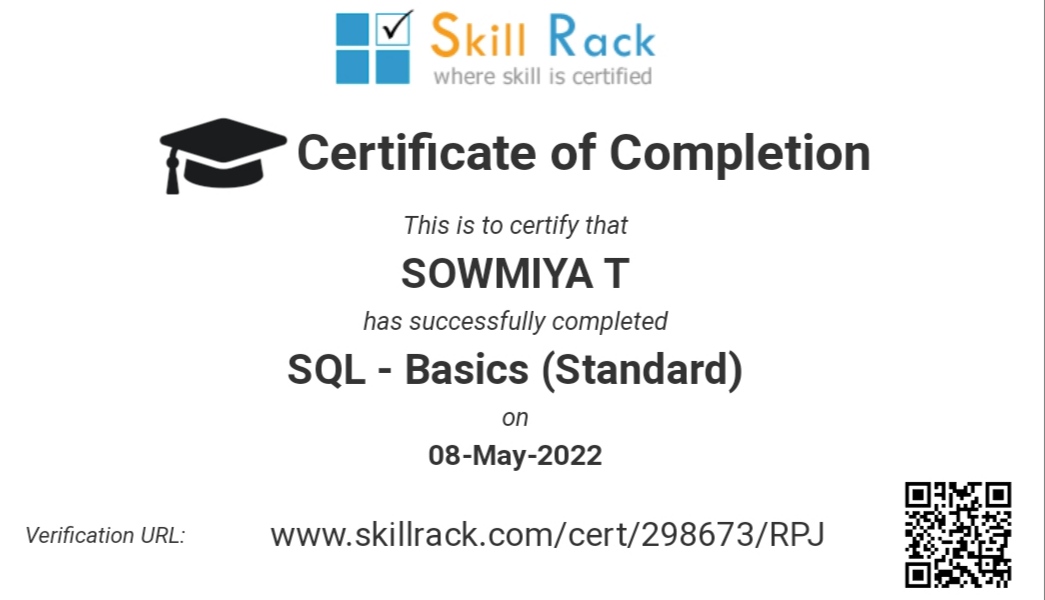 Skill Rack
where skill is certified
Certificate of Completion
This is to certify that
SOWMIYA T
has successfully completed
SQL - Basics (Standard)
on
08-May-2022
Verification URL: www.skillrack.com/cert/298673/RPJ